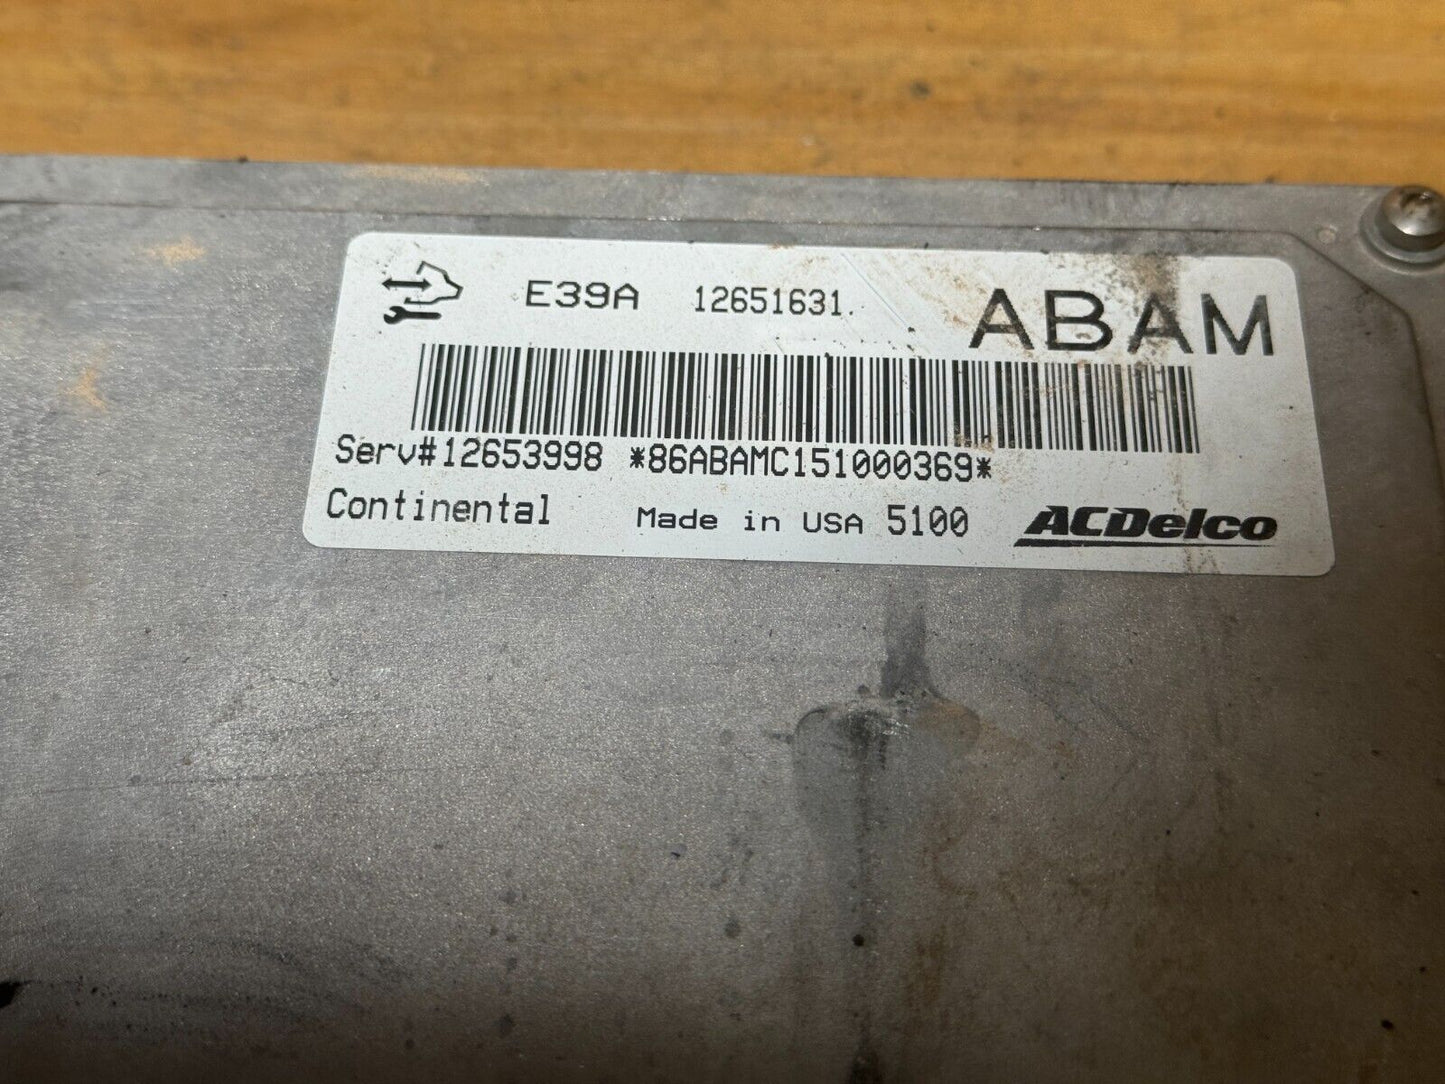 E39A 12651631. ABAM
Serv#12653998 *86ABAMC151000369*
Continental Made in USA 5100 ACDelco